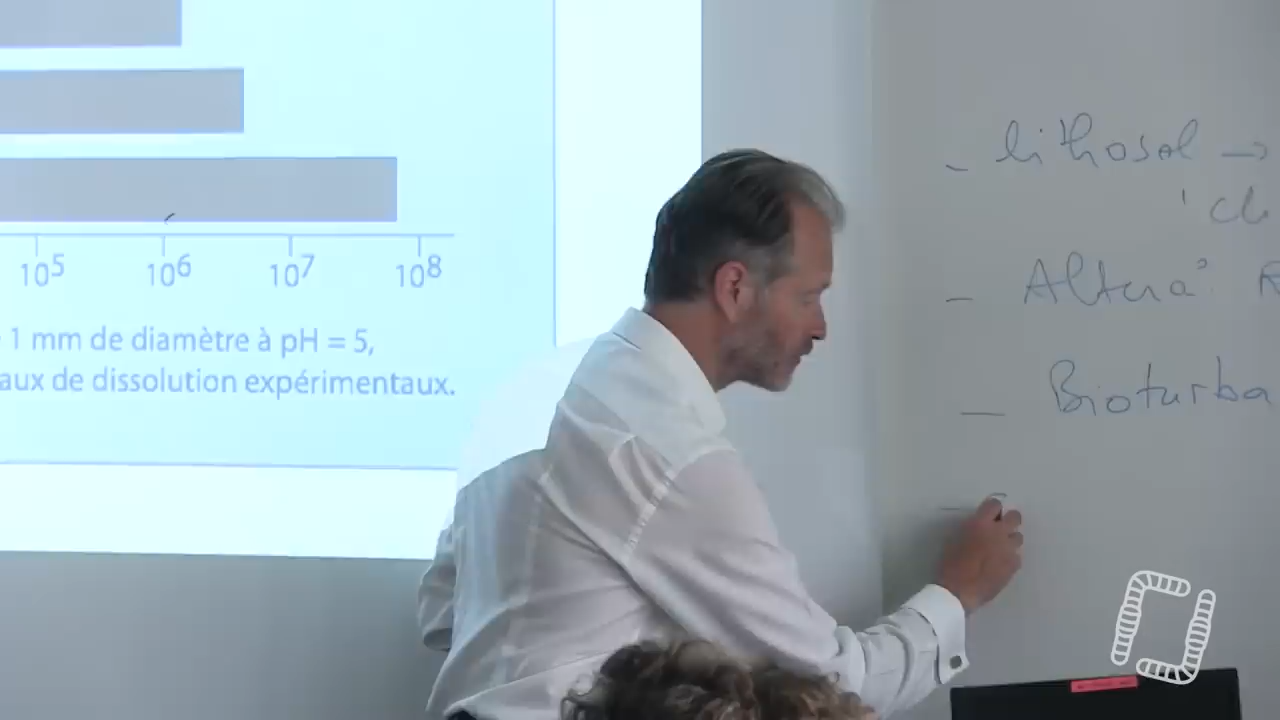 10⁵ 10⁶ 10⁷ 10⁸
1 mm de diamètre à pH = 5,
aux de dissolution expérimentaux.
- lithosol →
- Altera°
- Bioturba